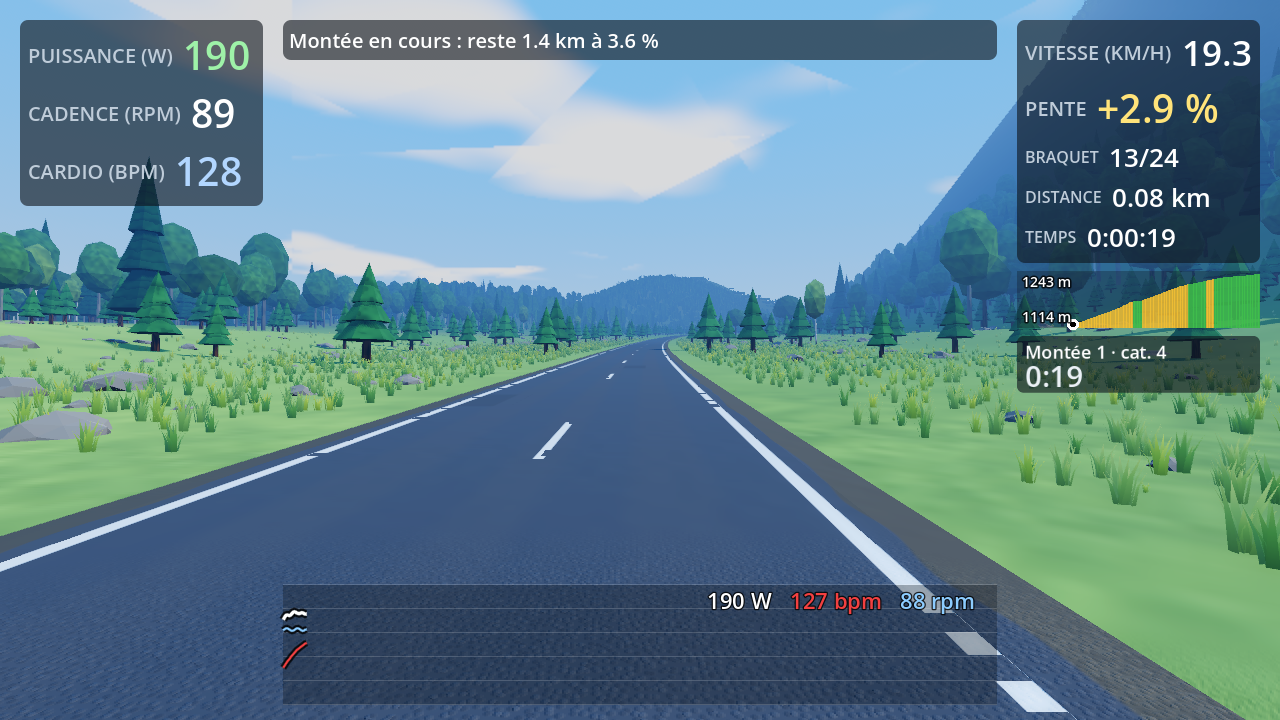 PUISSANCE (W) 190
CADENCE (RPM) 89
CARDIO (BPM) 128
Montée en cours : reste 1.4 km à 3.6 %
VITESSE (KM/H) 19.3
PENTE +2.9 %
BRAQUET 13/24
DISTANCE 0.08 km
TEMPS 0:00:19
1243 m
1114 m
Montée 1 · cat. 4
0:19
190 W 127 bpm 88 rpm